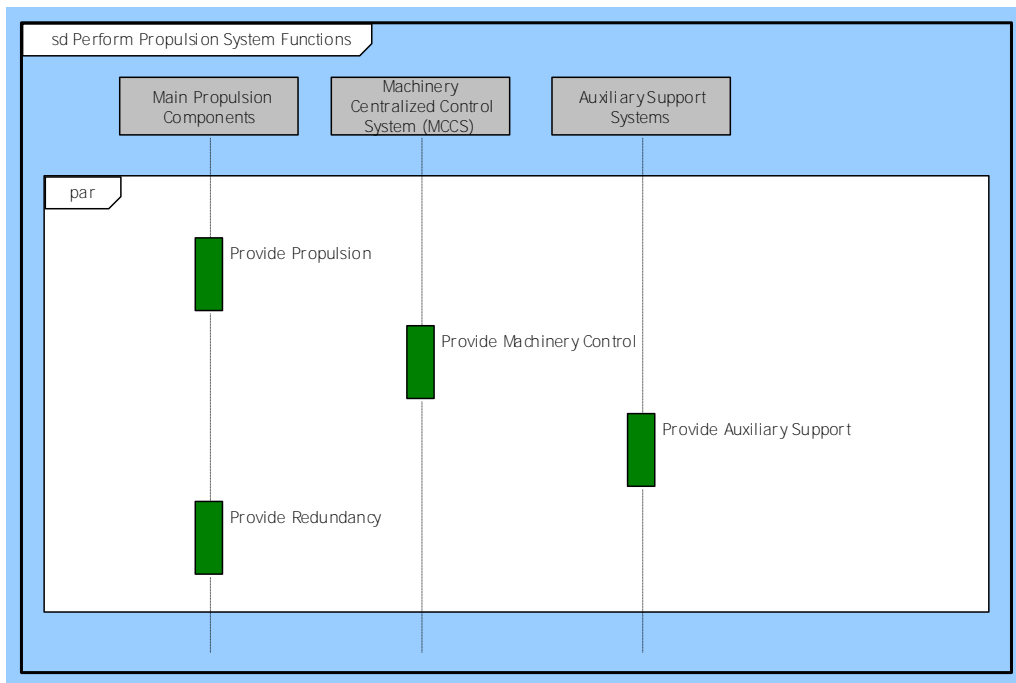 sd Perform Propulsion System Functions
Main Propulsion
Components
Machinery
Centralized Control
System (MCCS)
Auxiliary Support
Systems
par
Provide Propulsion
Provide Machinery Control
Provide Auxiliary Support
Provide Redundancy